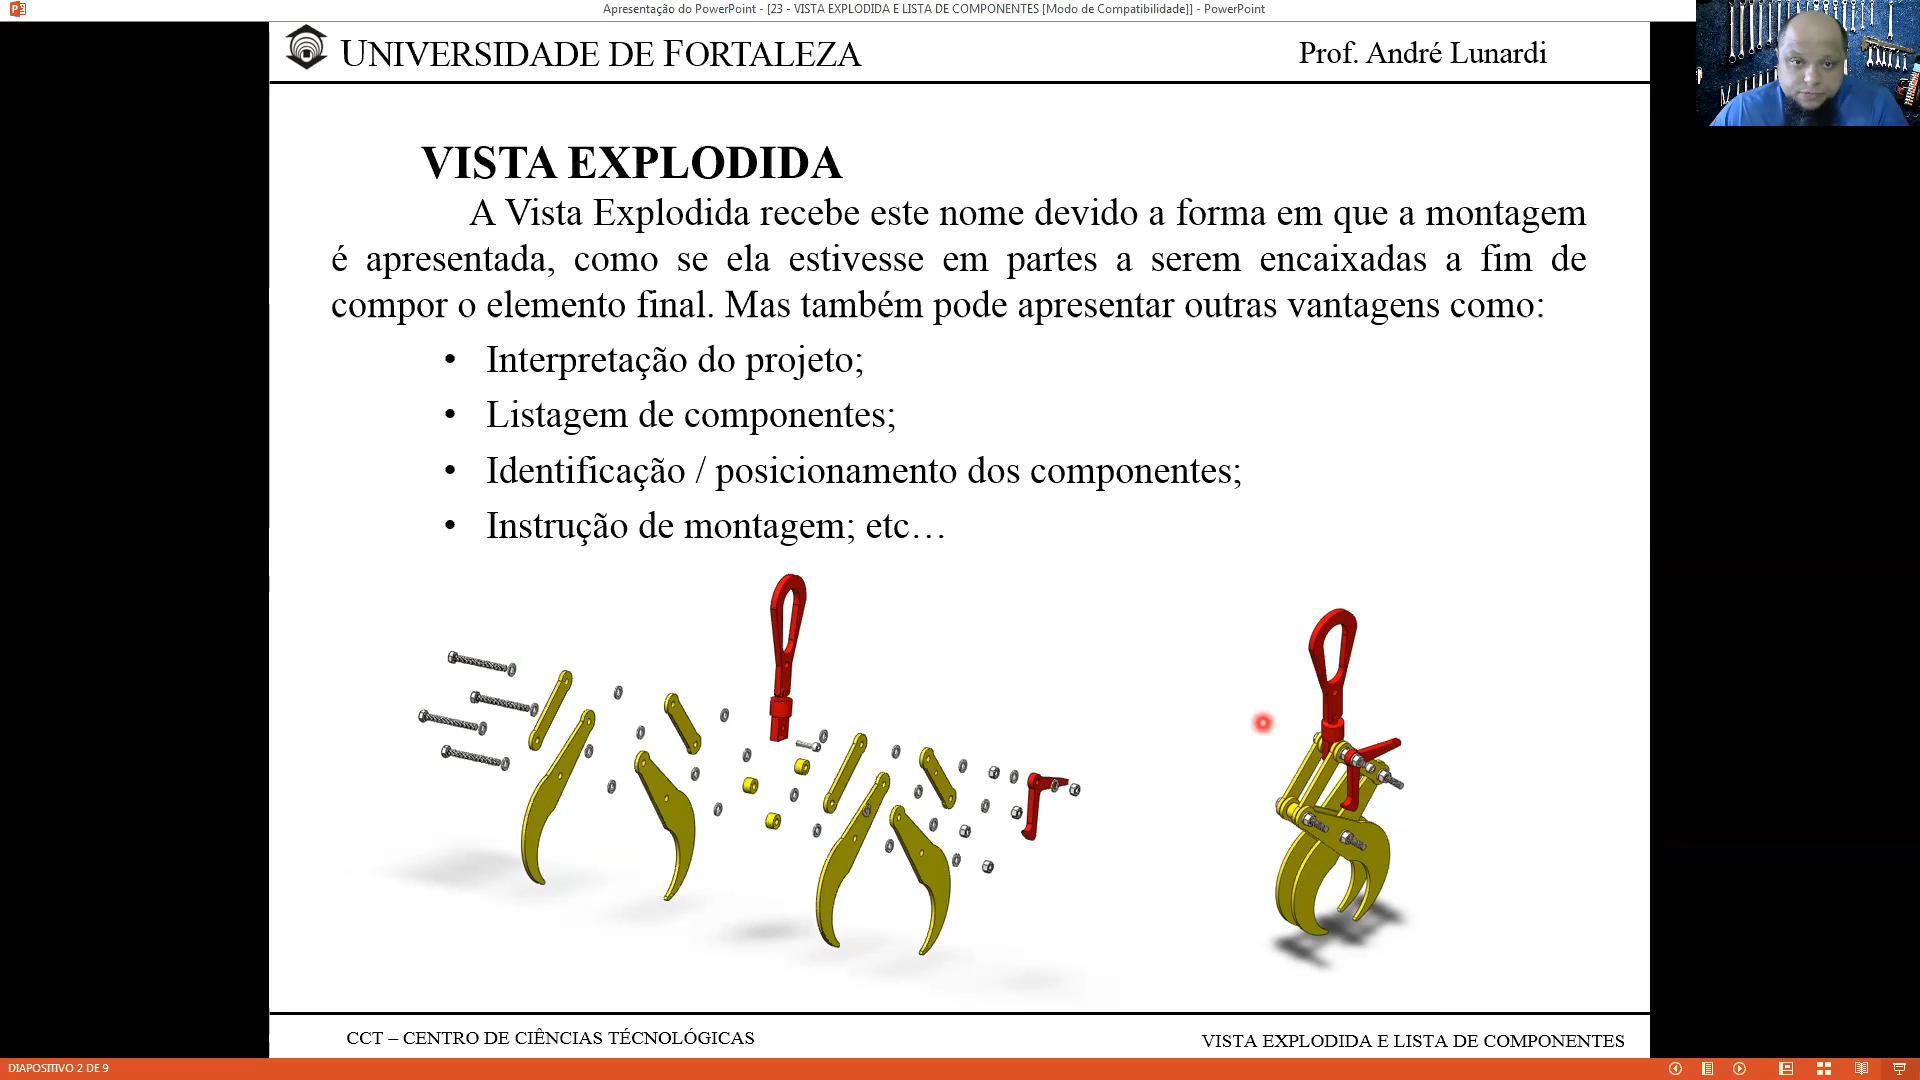 Apresentação do PowerPoint - [23 - VISTA EXPLODIDA E LISTA DE COMPONENTES [Modo de Compatibilidade]] - PowerPoint
UNIVERSIDADE DE FORTALEZA
Prof. André Lunardi
VISTA EXPLODIDA
A Vista Explodida recebe este nome devido a forma em que a montagem
é apresentada, como se ela estivesse em partes a serem encaixadas a fim de
compor o elemento final. Mas também pode apresentar outras vantagens como:
• Interpretação do projeto;
• Listagem de componentes;
• Identificação / posicionamento dos componentes;
• Instrução de montagem; etc…
CCT – CENTRO DE CIÊNCIAS TÉCNOLÓGICAS
VISTA EXPLODIDA E LISTA DE COMPONENTES
DIAPOSITIVO 2 DE 9